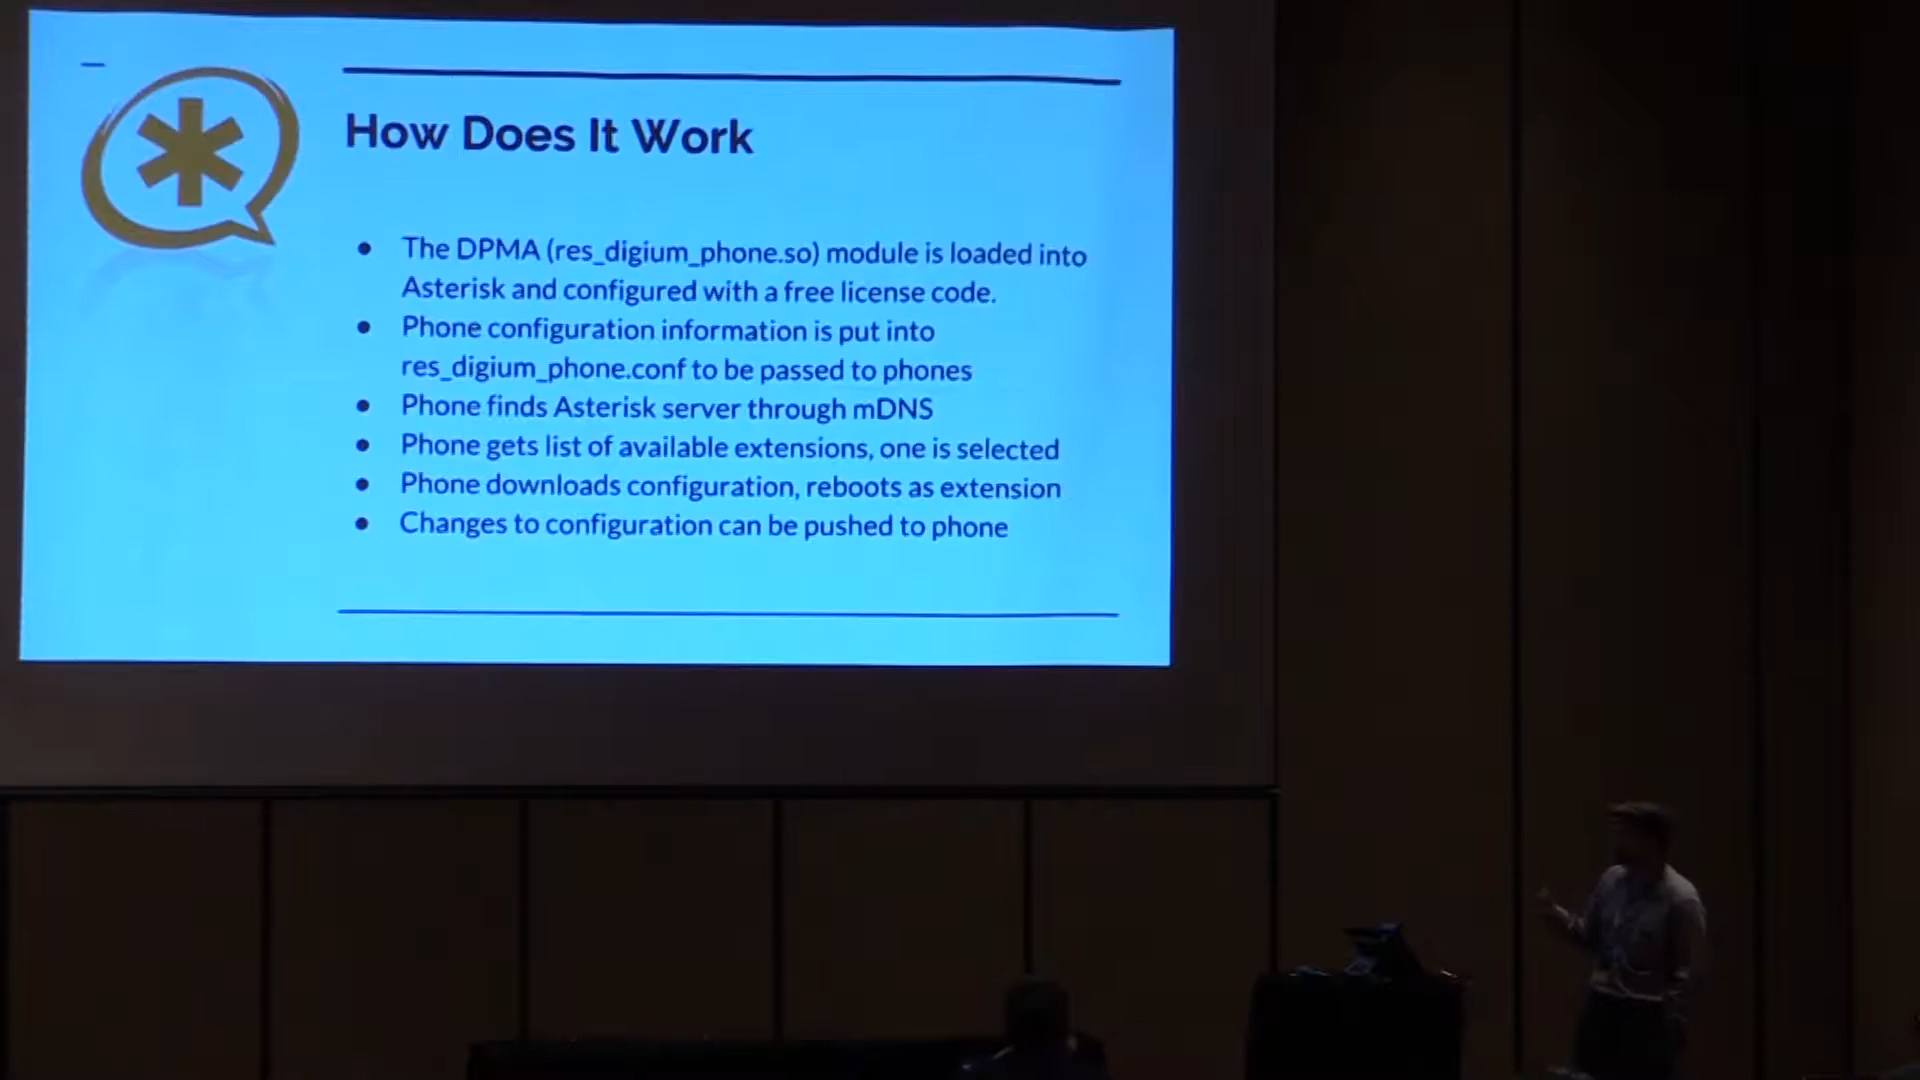 How Does It Work
● The DPMA (res_digium_phone.so) module is loaded into
Asterisk and configured with a free license code.
● Phone configuration information is put into
res_digium_phone.conf to be passed to phones
● Phone finds Asterisk server through mDNS
● Phone gets list of available extensions, one is selected
● Phone downloads configuration, reboots as extension
● Changes to configuration can be pushed to phone